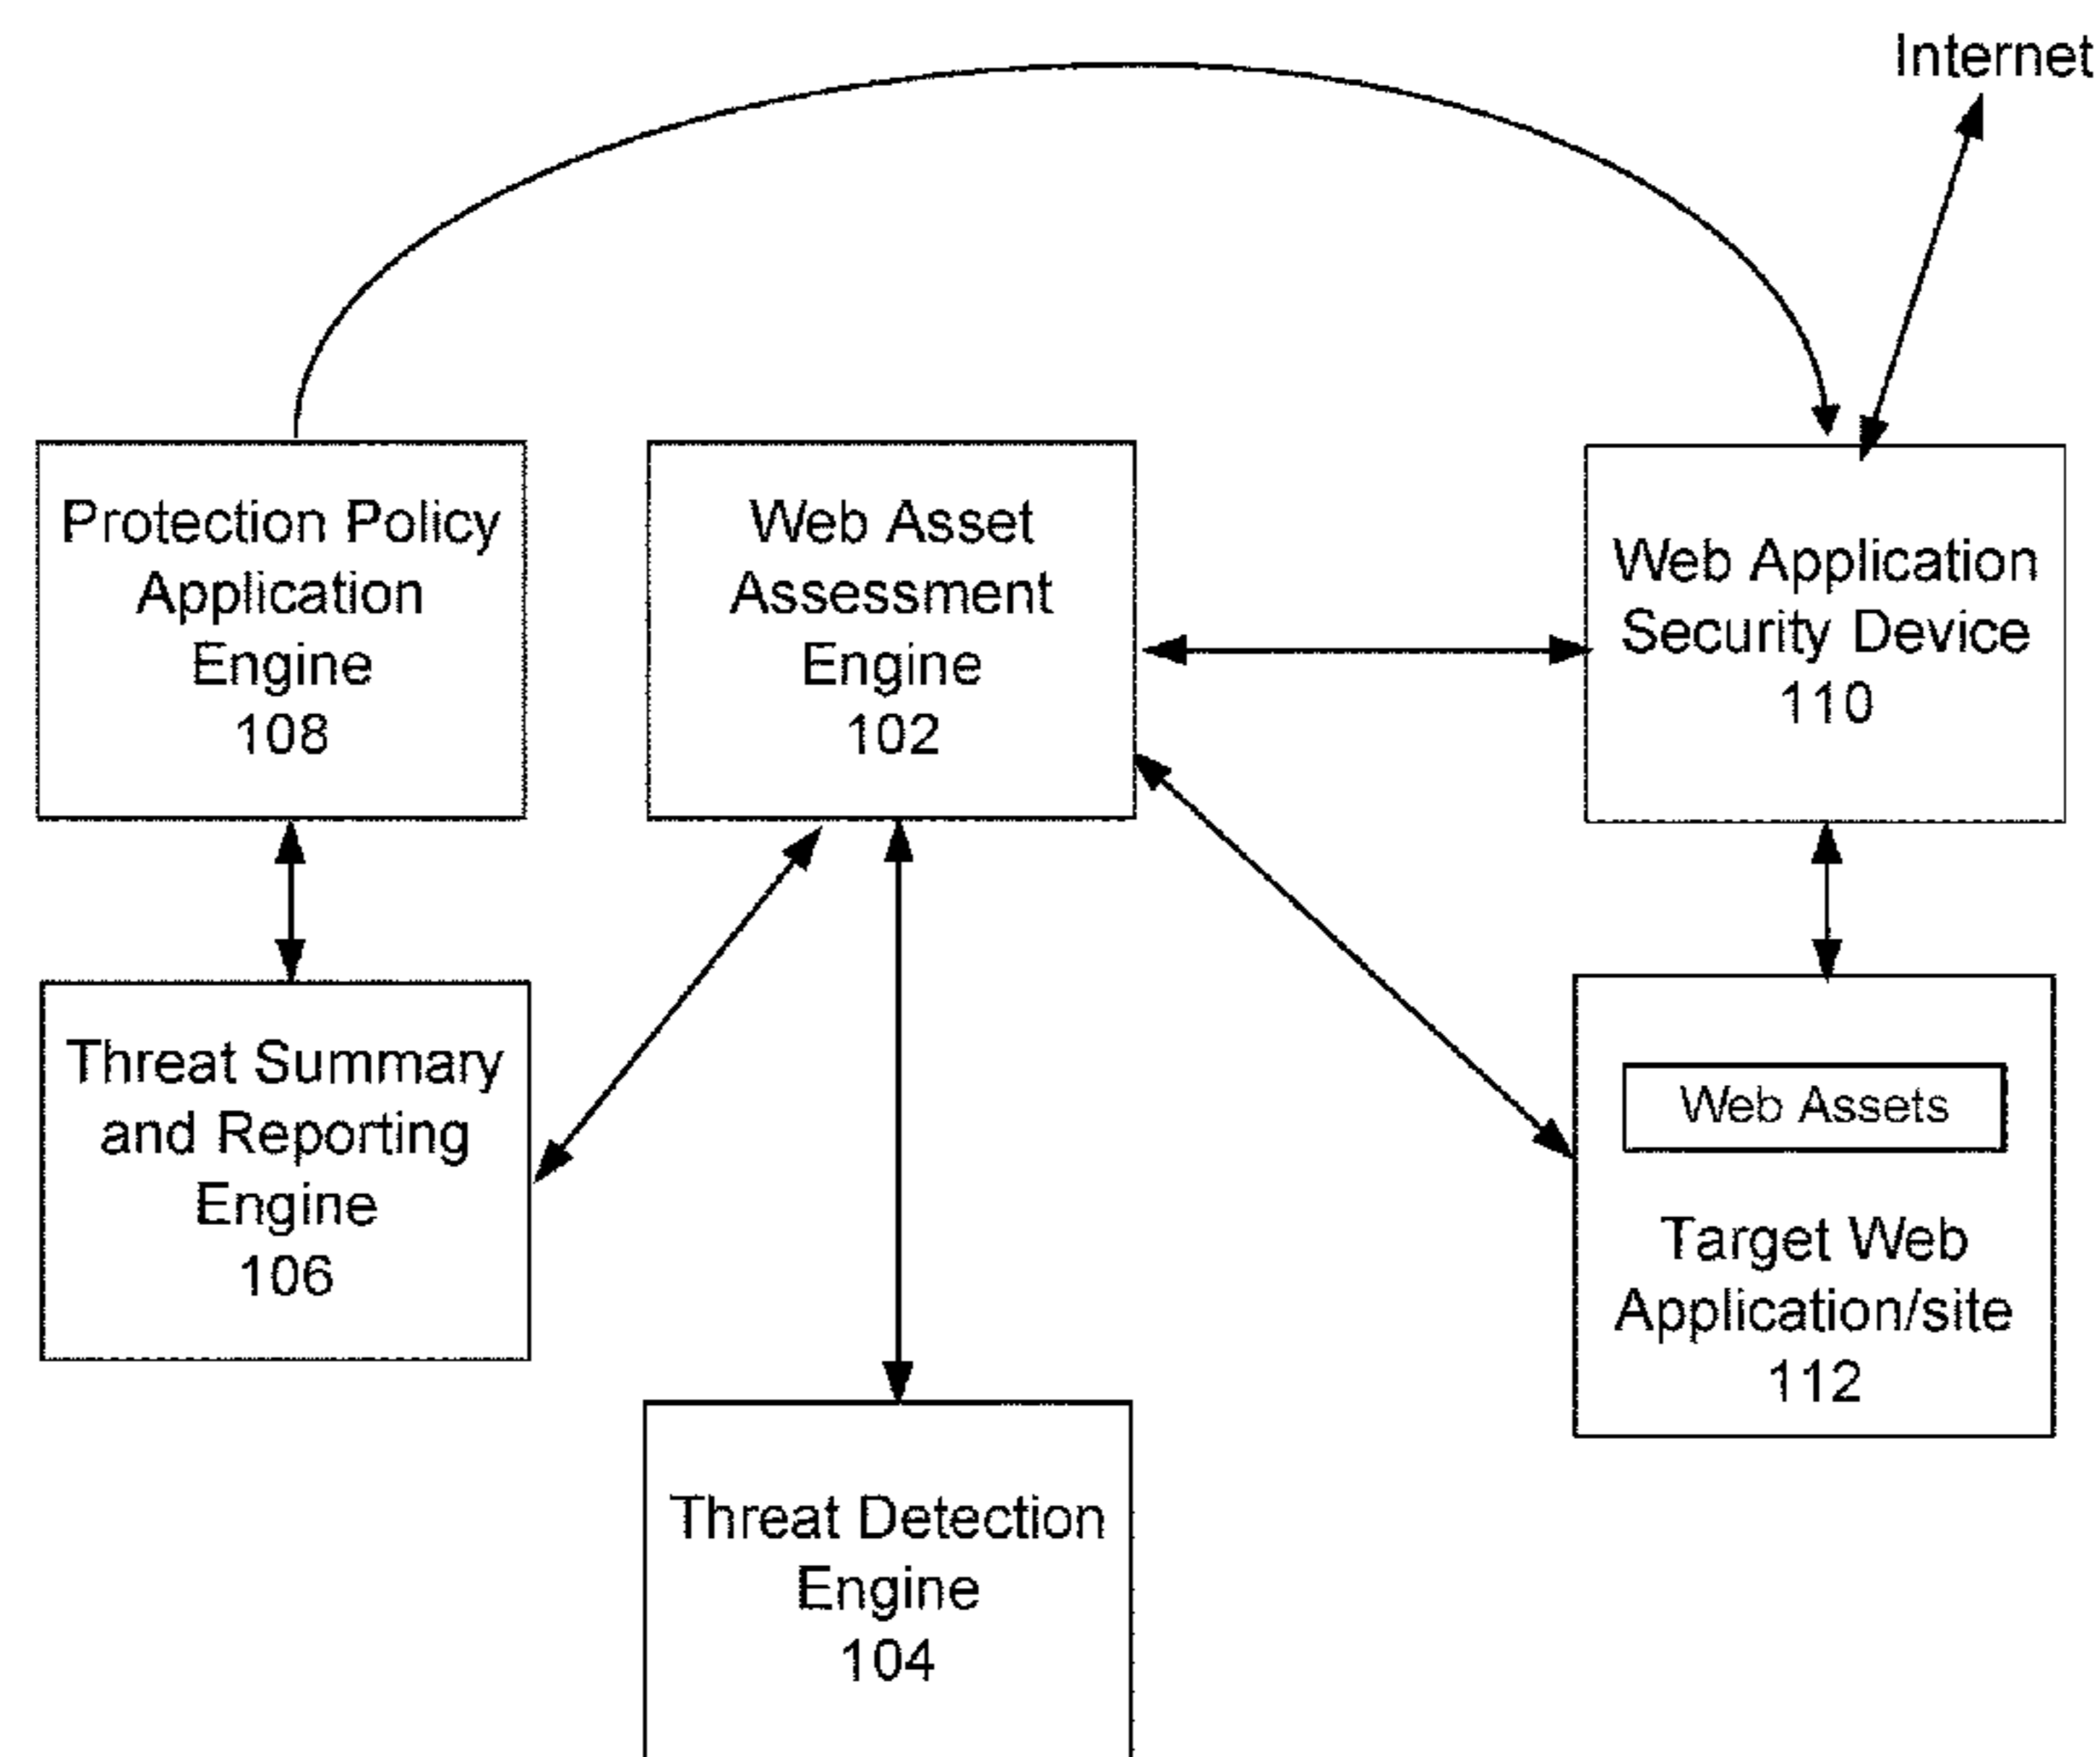 Internet
Protection Policy
Application
Engine
108
Web Asset
Assessment
Engine
102
Web Application
Security Device
110
Threat Summary
and Reporting
Engine
106
Web Assets
Target Web
Application/site
112
Threat Detection
Engine
104